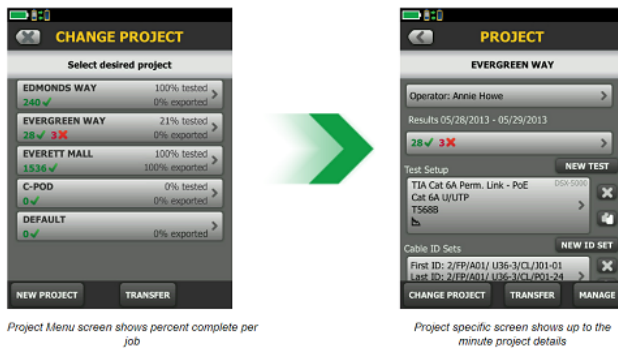 CHANGE PROJECT
Select desired project
EDMONDS WAY 100% tested
240 0% exported
EVERGREEN WAY 21% tested
28 3 0% exported
EVERETT MALL 100% tested
1536 100% exported
C-POD 0% tested
0 0% exported
DEFAULT
0 0% exported
NEW PROJECT TRANSFER
Project Menu screen shows percent complete per
job
PROJECT
EVERGREEN WAY
Operator: Annie Howe
Results 05/28/2013 - 05/29/2013
28 3
Test Setup NEW TEST
TIA Cat 6A Perm. Link - PoE DSX-5000
Cat 6A U/UTP
T568B
Cable ID Sets NEW ID SET
First ID: 2/FP/A01/ U36-3/CL/J01-01
Last ID: 2/FP/A01/ U36-3/CL/P01-24
CHANGE PROJECT TRANSFER MANAGE
Project specific screen shows up to the
minute project details